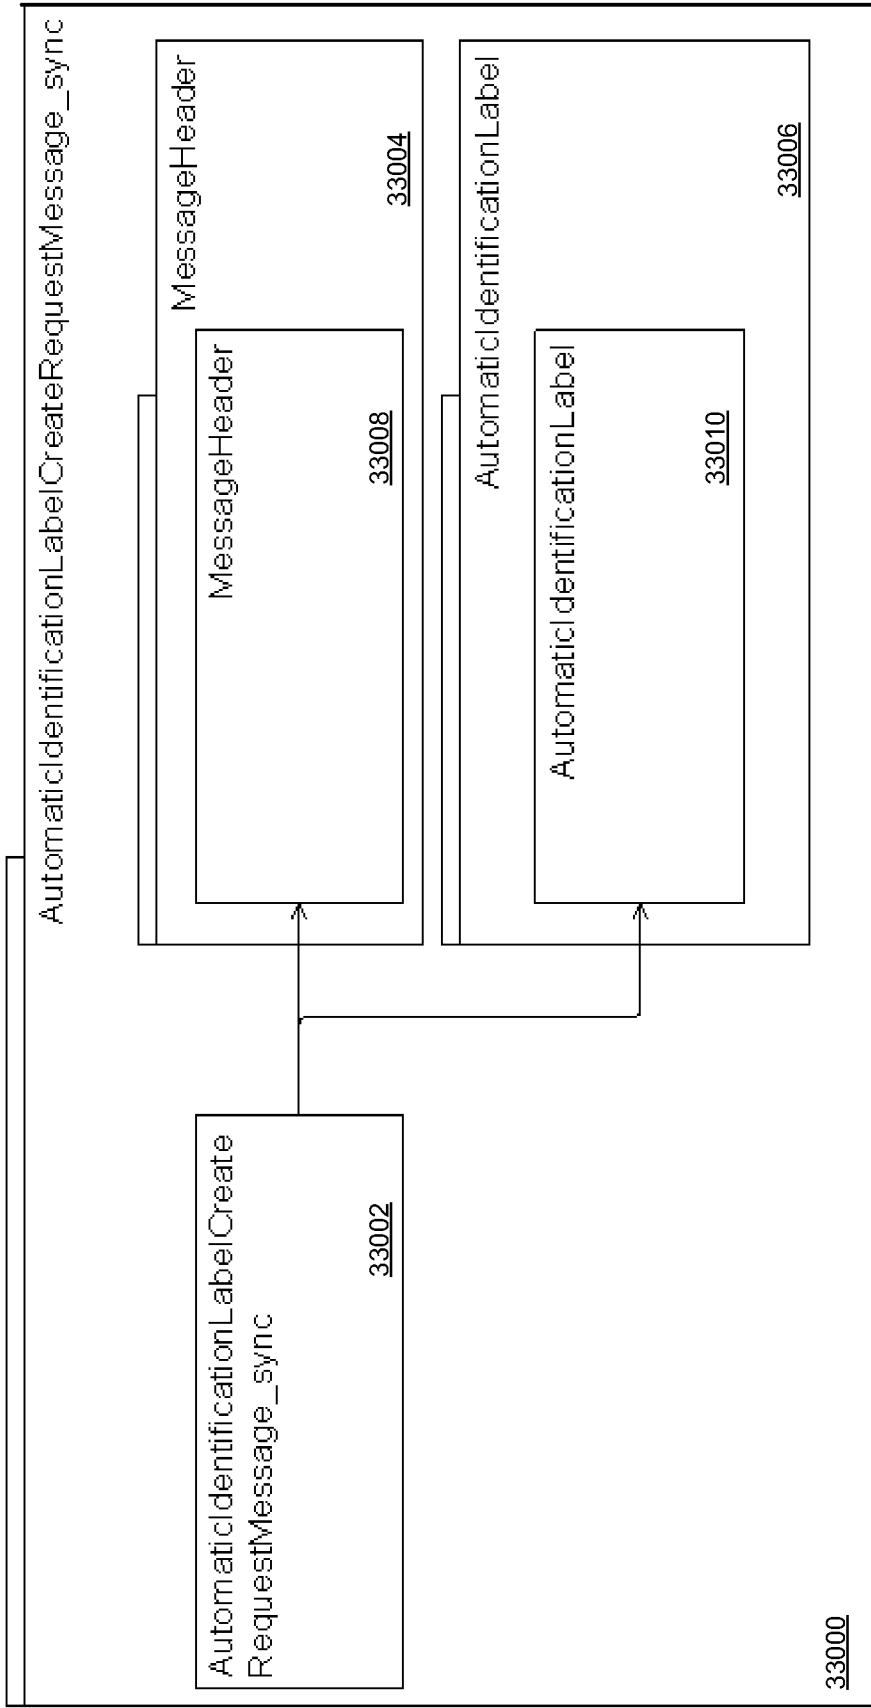 AutomaticIdentificationLabelCreateRequestMessage_sync
AutomaticIdentificationLabelCreate
RequestMessage_sync
33002
MessageHeader
MessageHeader
33008
33004
AutomaticIdentificationLabel
AutomaticIdentificationLabel
33010
33006
33000